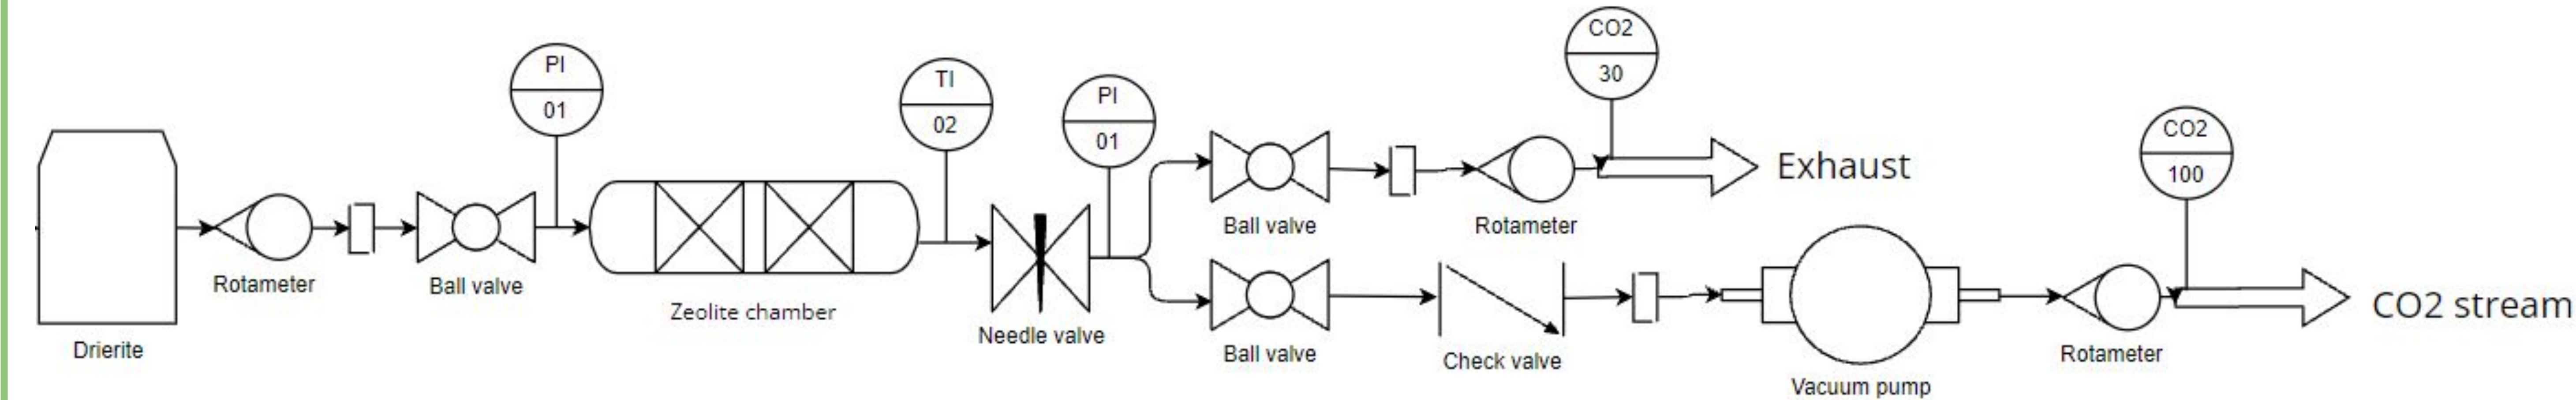 CO2
30
PI
01
TI
02
PI
01
CO2
100
Exhaust
Ball valve
Rotameter
Rotameter
Ball valve
Zeolite chamber
Needle valve
CO2 stream
Drierite
Ball valve
Check valve
Vacuum pump
Rotameter